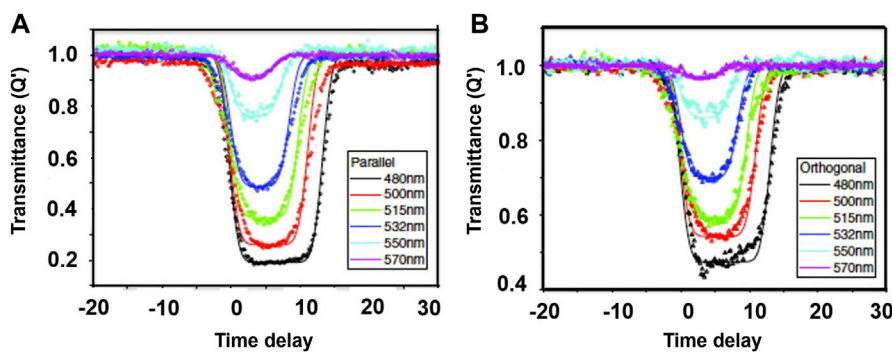 A
Transmittance (Q')
1.0
0.8
0.6
0.4
0.2
-20 -10 0 10 20 30
Time delay
Parallel
480nm
500nm
515nm
532nm
550nm
570nm
B
Transmittance (Q')
1.0
0.8
0.6
0.4
-20 -10 0 10 20 30
Time delay
Orthogonal
480nm
500nm
515nm
532nm
550nm
570nm